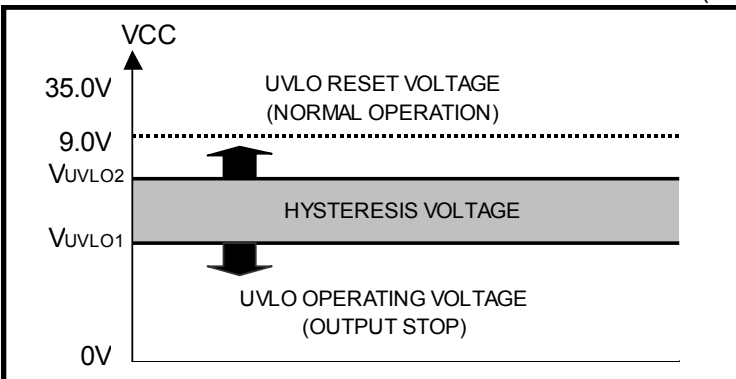 (
VCC
35.0V
UVLO RESET VOLTAGE
(NORMAL OPERATION)
9.0V
VUVLO2
HYSTERESIS VOLTAGE
VUVLO1
UVLO OPERATING VOLTAGE
(OUTPUT STOP)
0V